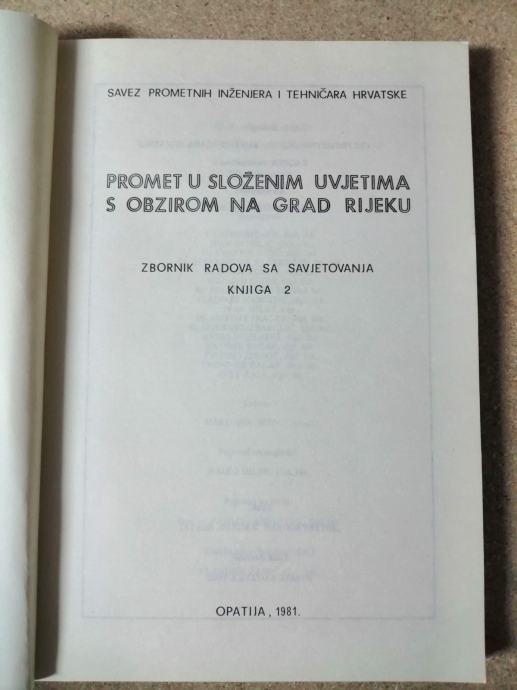 SAVEZ PROMETNIH INŽENJERA I TEHNIČARA HRVATSKE
PROMET U SLOŽENIM UVJETIMA
S OBZIROM NA GRAD RIJEKU
ZBORNIK RADOVA SA SAVJETOVANJA
KNJIGA 2
OPATIJA, 1981.